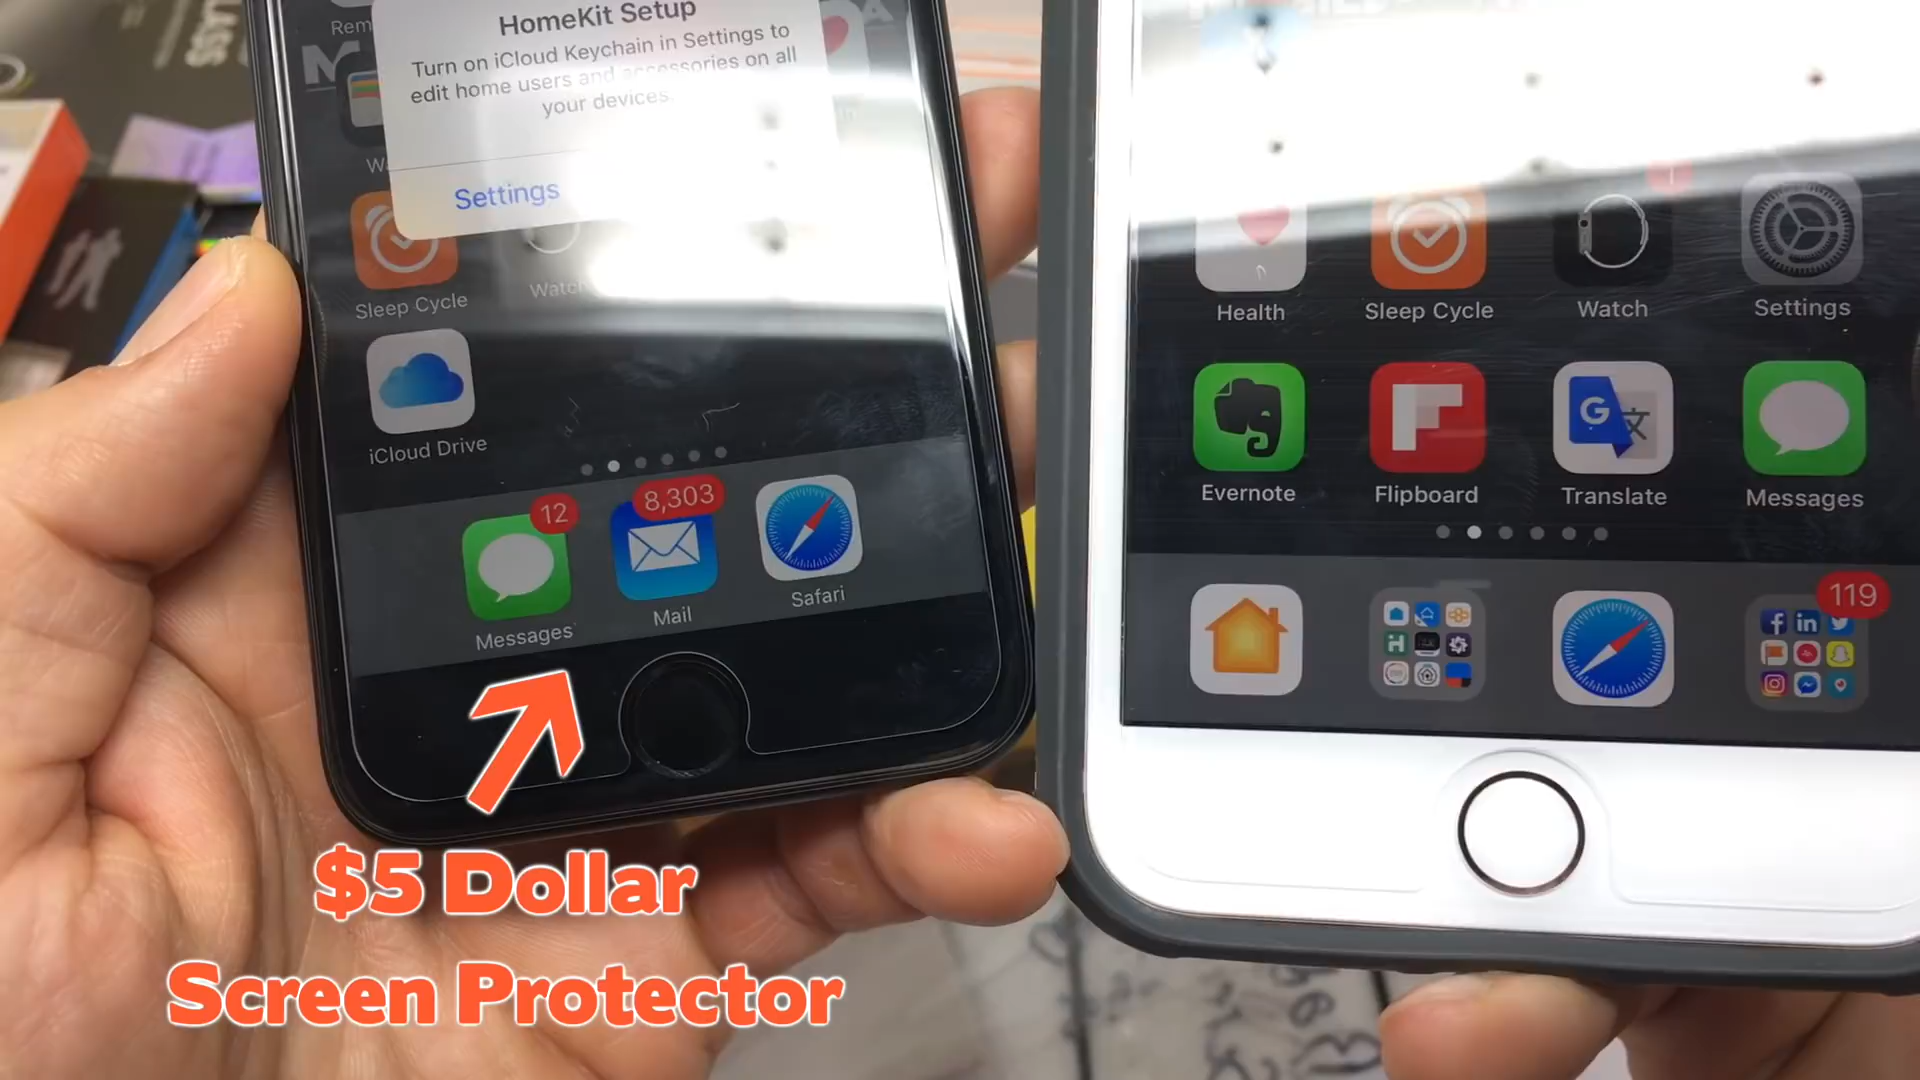 HomeKit Setup
Turn on iCloud Keychain in Settings to
edit home users and accessories on all
your devices.
Settings
Sleep Cycle
Watch
iCloud Drive
12
8,303
Messages
Mail
Safari
$5 Dollar
Screen Protector
Health
Sleep Cycle
Watch
Settings
Evernote
Flipboard
Translate
Messages
119